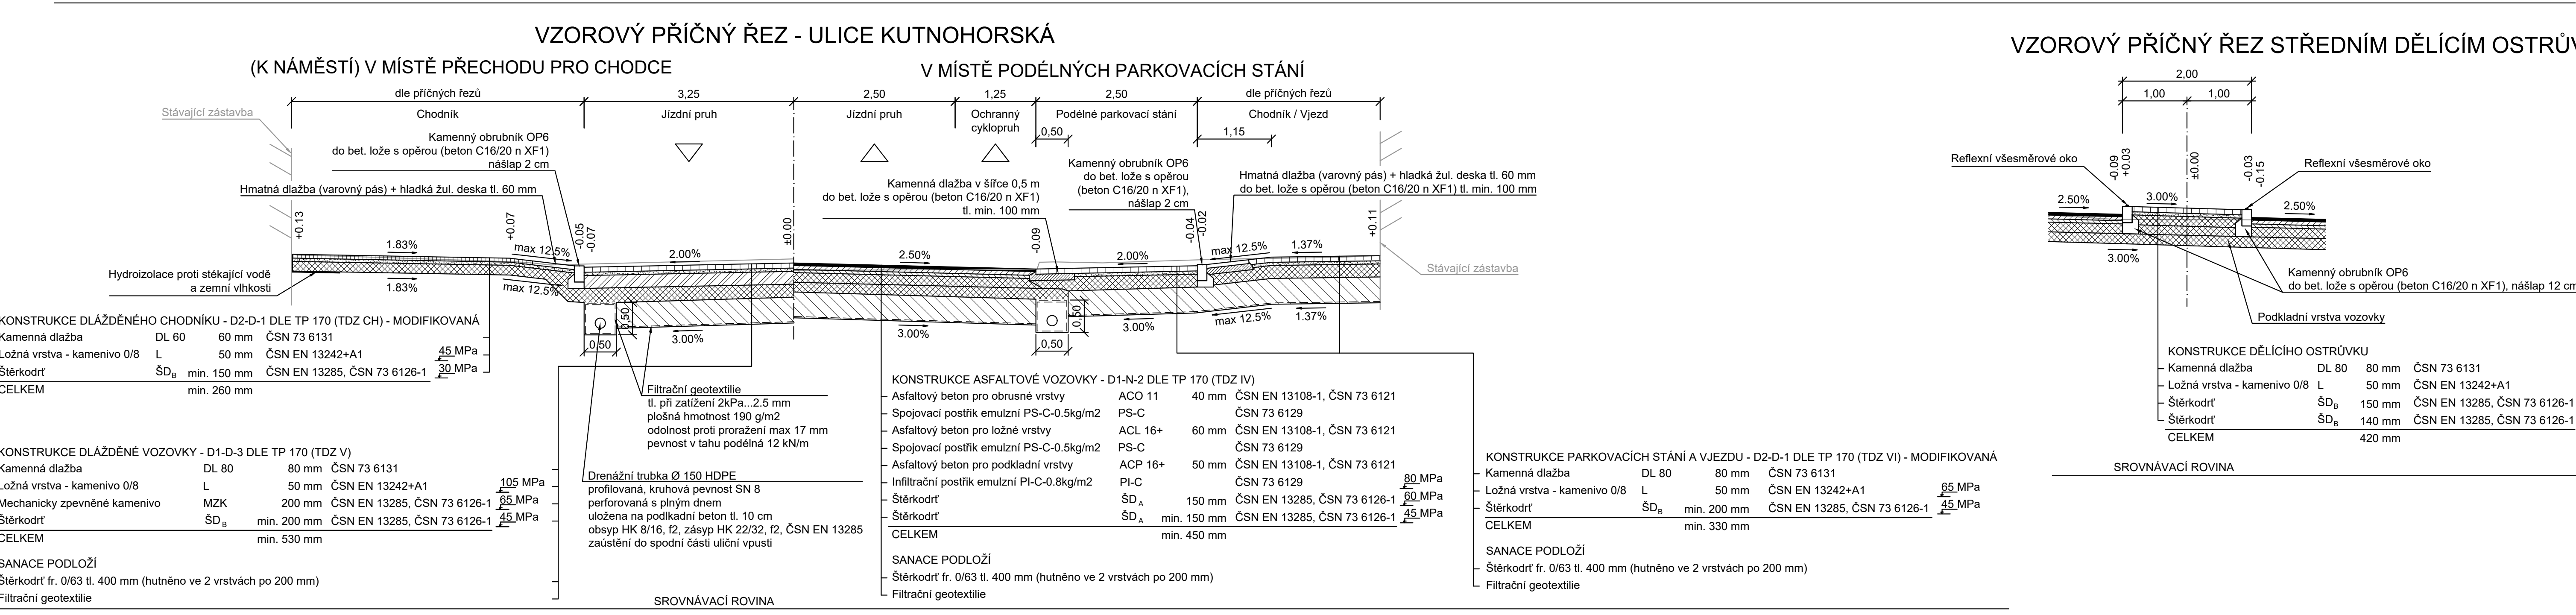 VZOROVÝ PŘÍČNÝ ŘEZ - ULICE KUTNOHORSKÁ
(K NÁMĚSTÍ) V MÍSTĚ PŘECHODU PRO CHODCE
V MÍSTĚ PODÉLNÝCH PARKOVACÍCH STÁNÍ
dle příčných řezů
3,25
2,50
1,25
2,50
dle příčných řezů
Stávající zástavba
Chodník
Jízdní pruh
Jízdní pruh
Ochranný
cyklopruh
Podélné parkovací stání
Chodník / Vjezd
0,50
1,15
Kamenný obrubník OP6
do bet. lože s opěrou (beton C16/20 n XF1)
nášlap 2 cm
Hmatná dlažba (varovný pás) + hladká žul. deska tl. 60 mm
Kamenná dlažba v šířce 0,5 m
do bet. lože s opěrou (beton C16/20 n XF1)
tl. min. 100 mm
Kamenný obrubník OP6
do bet. lože s opěrou
(beton C16/20 n XF1),
nášlap 2 cm
Hmatná dlažba (varovný pás) + hladká žul. deska tl. 60 mm
do bet. lože s opěrou (beton C16/20 n XF1) tl. min. 100 mm
+0.13
+0.07
-0.05
-0.07
±0.00
-0.09
-0.04
-0.02
+0.11
1.83%
max 12.5%
2.00%
2.50%
2.00%
max 12.5%
1.37%
Hydroizolace proti stékající vodě
a zemní vlhkosti
1.83%
max 12.5%
0,50
3.00%
0,50
3.00%
0,50
3.00%
0,50
max 12.5%
1.37%
Stávající zástavba
KONSTRUKCE DLÁŽDĚNÉHO CHODNÍKU - D2-D-1 DLE TP 170 (TDZ CH) - MODIFIKOVANÁ
Kamenná dlažba DL 60 60 mm ČSN 73 6131
Ložná vrstva - kamenivo 0/8 L 50 mm ČSN EN 13242+A1 45 MPa
Štěrkodrť ŠDB min. 150 mm ČSN EN 13285, ČSN 73 6126-1 30 MPa
CELKEM min. 260 mm
KONSTRUKCE DLÁŽDĚNÉ VOZOVKY - D1-D-3 DLE TP 170 (TDZ V)
Kamenná dlažba DL 80 80 mm ČSN 73 6131
Ložná vrstva - kamenivo 0/8 L 50 mm ČSN EN 13242+A1 105 MPa
Mechanicky zpevněné kamenivo MZK 200 mm ČSN EN 13285, ČSN 73 6126-1 65 MPa
Štěrkodrť ŠDB min. 200 mm ČSN EN 13285, ČSN 73 6126-1 45 MPa
CELKEM min. 530 mm
SANACE PODLOŽÍ
Štěrkodrť fr. 0/63 tl. 400 mm (hutněno ve 2 vrstvách po 200 mm)
Filtrační geotextilie
Filtrační geotextilie
tl. při zatížení 2kPa...2.5 mm
plošná hmotnost 190 g/m2
odolnost proti proražení max 17 mm
pevnost v tahu podélná 12 kN/m
Drenážní trubka Ø 150 HDPE
profilovaná, kruhová pevnost SN 8
perforovaná s plným dnem
uložena na podlkadní beton tl. 10 cm
obsyp HK 8/16, f2, zásyp HK 22/32, f2, ČSN EN 13285
zaústění do spodní části uliční vpusti
SROVNÁVACÍ ROVINA
KONSTRUKCE ASFALTOVÉ VOZOVKY - D1-N-2 DLE TP 170 (TDZ IV)
Asfaltový beton pro obrusné vrstvy ACO 11 40 mm ČSN EN 13108-1, ČSN 73 6121
Spojovací postřik emulzní PS-C-0.5kg/m2 PS-C ČSN 73 6129
Asfaltový beton pro ložné vrstvy ACL 16+ 60 mm ČSN EN 13108-1, ČSN 73 6121
Spojovací postřik emulzní PS-C-0.5kg/m2 PS-C ČSN 73 6129
Asfaltový beton pro podkladní vrstvy ACP 16+ 50 mm ČSN EN 13108-1, ČSN 73 6121
Infiltrační postřik emulzní PI-C-0.8kg/m2 PI-C ČSN 73 6129 80 MPa
Štěrkodrť ŠDA 150 mm ČSN EN 13285, ČSN 73 6126-1 60 MPa
Štěrkodrť ŠDA min. 150 mm ČSN EN 13285, ČSN 73 6126-1 45 MPa
CELKEM min. 450 mm
SANACE PODLOŽÍ
Štěrkodrť fr. 0/63 tl. 400 mm (hutněno ve 2 vrstvách po 200 mm)
Filtrační geotextilie
KONSTRUKCE PARKOVACÍCH STÁNÍ A VJEZDU - D2-D-1 DLE TP 170 (TDZ VI) - MODIFIKOVANÁ
Kamenná dlažba DL 80 80 mm ČSN 73 6131
Ložná vrstva - kamenivo 0/8 L 50 mm ČSN EN 13242+A1 65 MPa
Štěrkodrť ŠDB min. 200 mm ČSN EN 13285, ČSN 73 6126-1 45 MPa
CELKEM min. 330 mm
SANACE PODLOŽÍ
Štěrkodrť fr. 0/63 tl. 400 mm (hutněno ve 2 vrstvách po 200 mm)
Filtrační geotextilie
VZOROVÝ PŘÍČNÝ ŘEZ STŘEDNÍM DĚLÍCÍM OSTRŮV
2,00
1,00
1,00
Reflexní všesměrové oko
-0.09
+0.03
±0.00
-0.03
-0.15
Reflexní všesměrové oko
2.50%
3.00%
2.50%
3.00%
Kamenný obrubník OP6
do bet. lože s opěrou (beton C16/20 n XF1), nášlap 12 cm
Podkladní vrstva vozovky
KONSTRUKCE DĚLÍCÍHO OSTRŮVKU
Kamenná dlažba DL 80 80 mm ČSN 73 6131
Ložná vrstva - kamenivo 0/8 L 50 mm ČSN EN 13242+A1
Štěrkodrť ŠDB 150 mm ČSN EN 13285, ČSN 73 6126-1
Štěrkodrť ŠDB 140 mm ČSN EN 13285, ČSN 73 6126-1
CELKEM 420 mm
SROVNÁVACÍ ROVINA